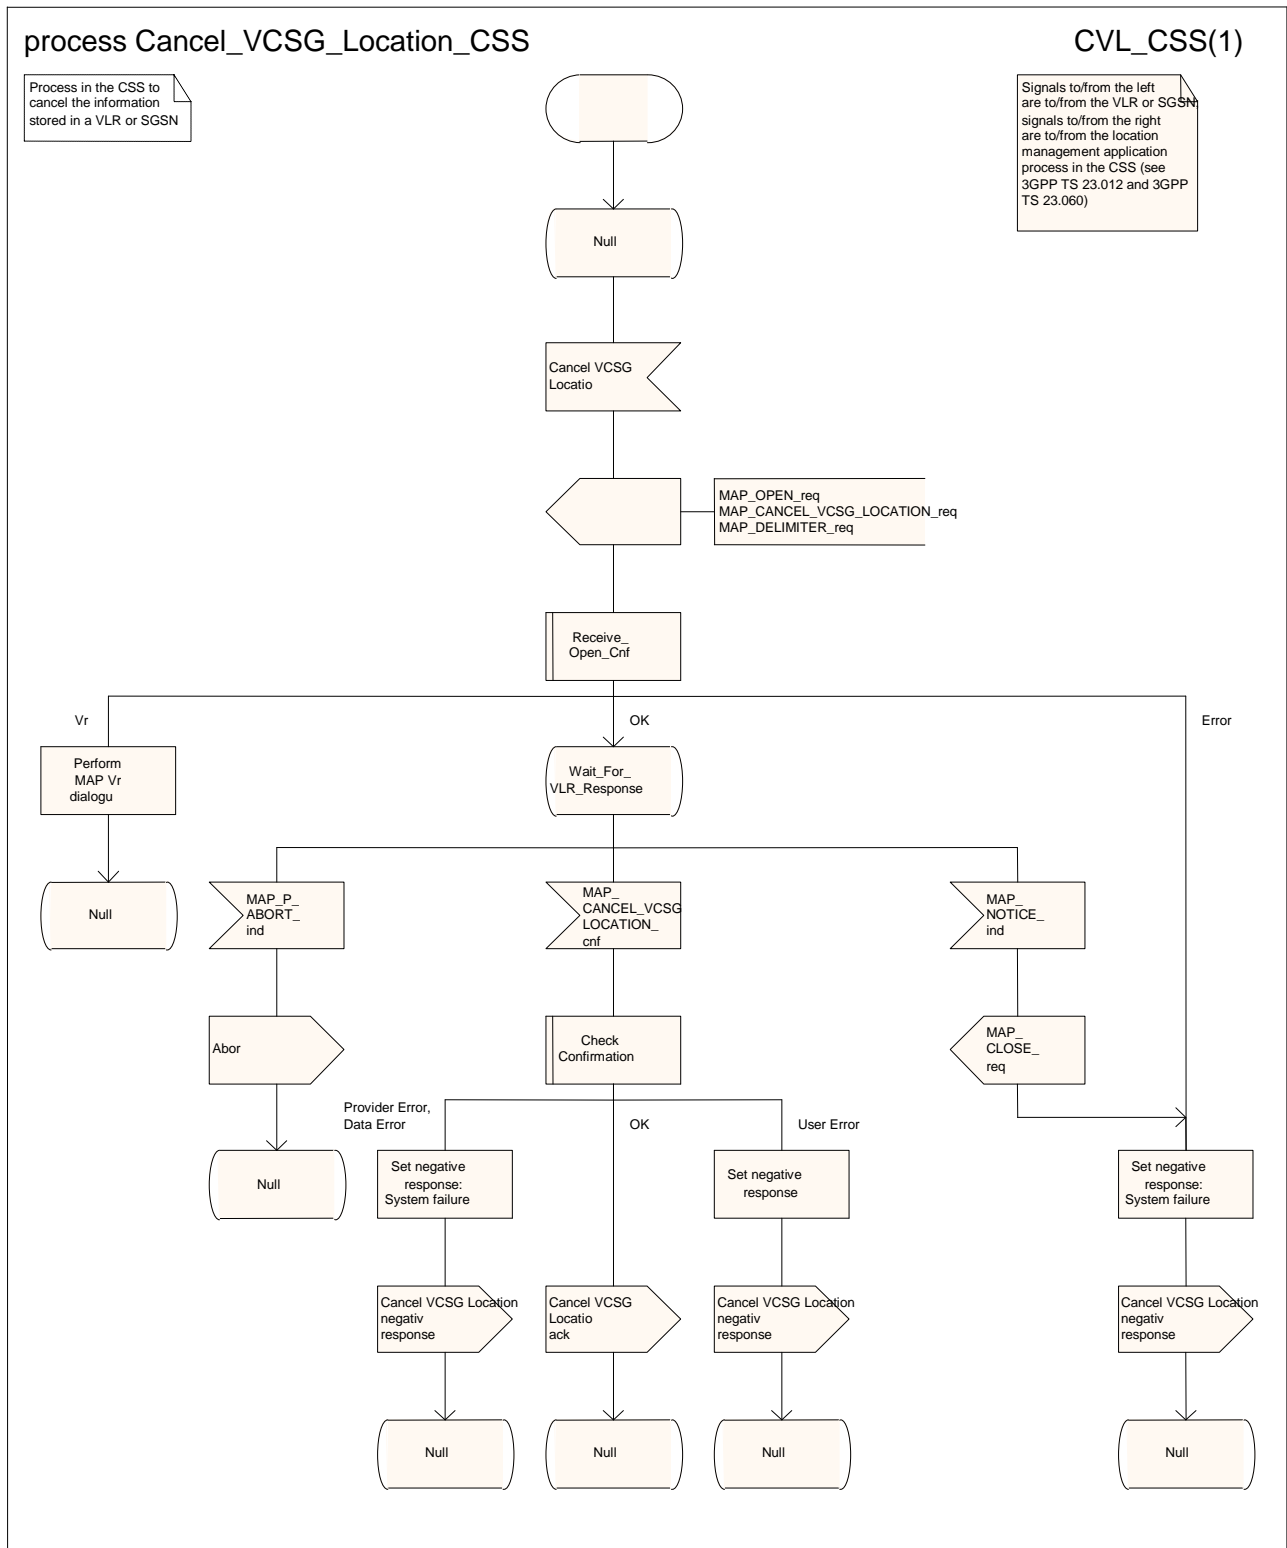 process Cancel_VCSG_Location_CSS
CVL_CSS(1)
Process in the CSS to
cancel the information
stored in a VLR or SGSN
Signals to/from the left
are to/from the VLR or SGSN;
signals to/from the right
are to/from the location
management application
process in the CSS (see
3GPP TS 23.012 and 3GPP
TS 23.060)
Null
Cancel VCSG
Locatio
MAP_OPEN_req
MAP_CANCEL_VCSG_LOCATION_req
MAP_DELIMITER_req
Receive_
Open_Cnf
Vr
OK
Error
Perform
MAP Vr
dialogu
Wait_For_
VLR_Response
Null
MAP_P_
ABORT_
ind
MAP_
CANCEL_VCSG
LOCATION_
cnf
MAP_
NOTICE_
ind
Abor
Check
Confirmation
MAP_
CLOSE_
req
Provider Error,
Data Error
OK
User Error
Null
Set negative
response:
System failure
Set negative
response
Set negative
response:
System failure
Cancel VCSG Location
negativ
response
Cancel VCSG
Locatio
ack
Cancel VCSG Location
negativ
response
Cancel VCSG Location
negativ
response
Null
Null
Null
Null